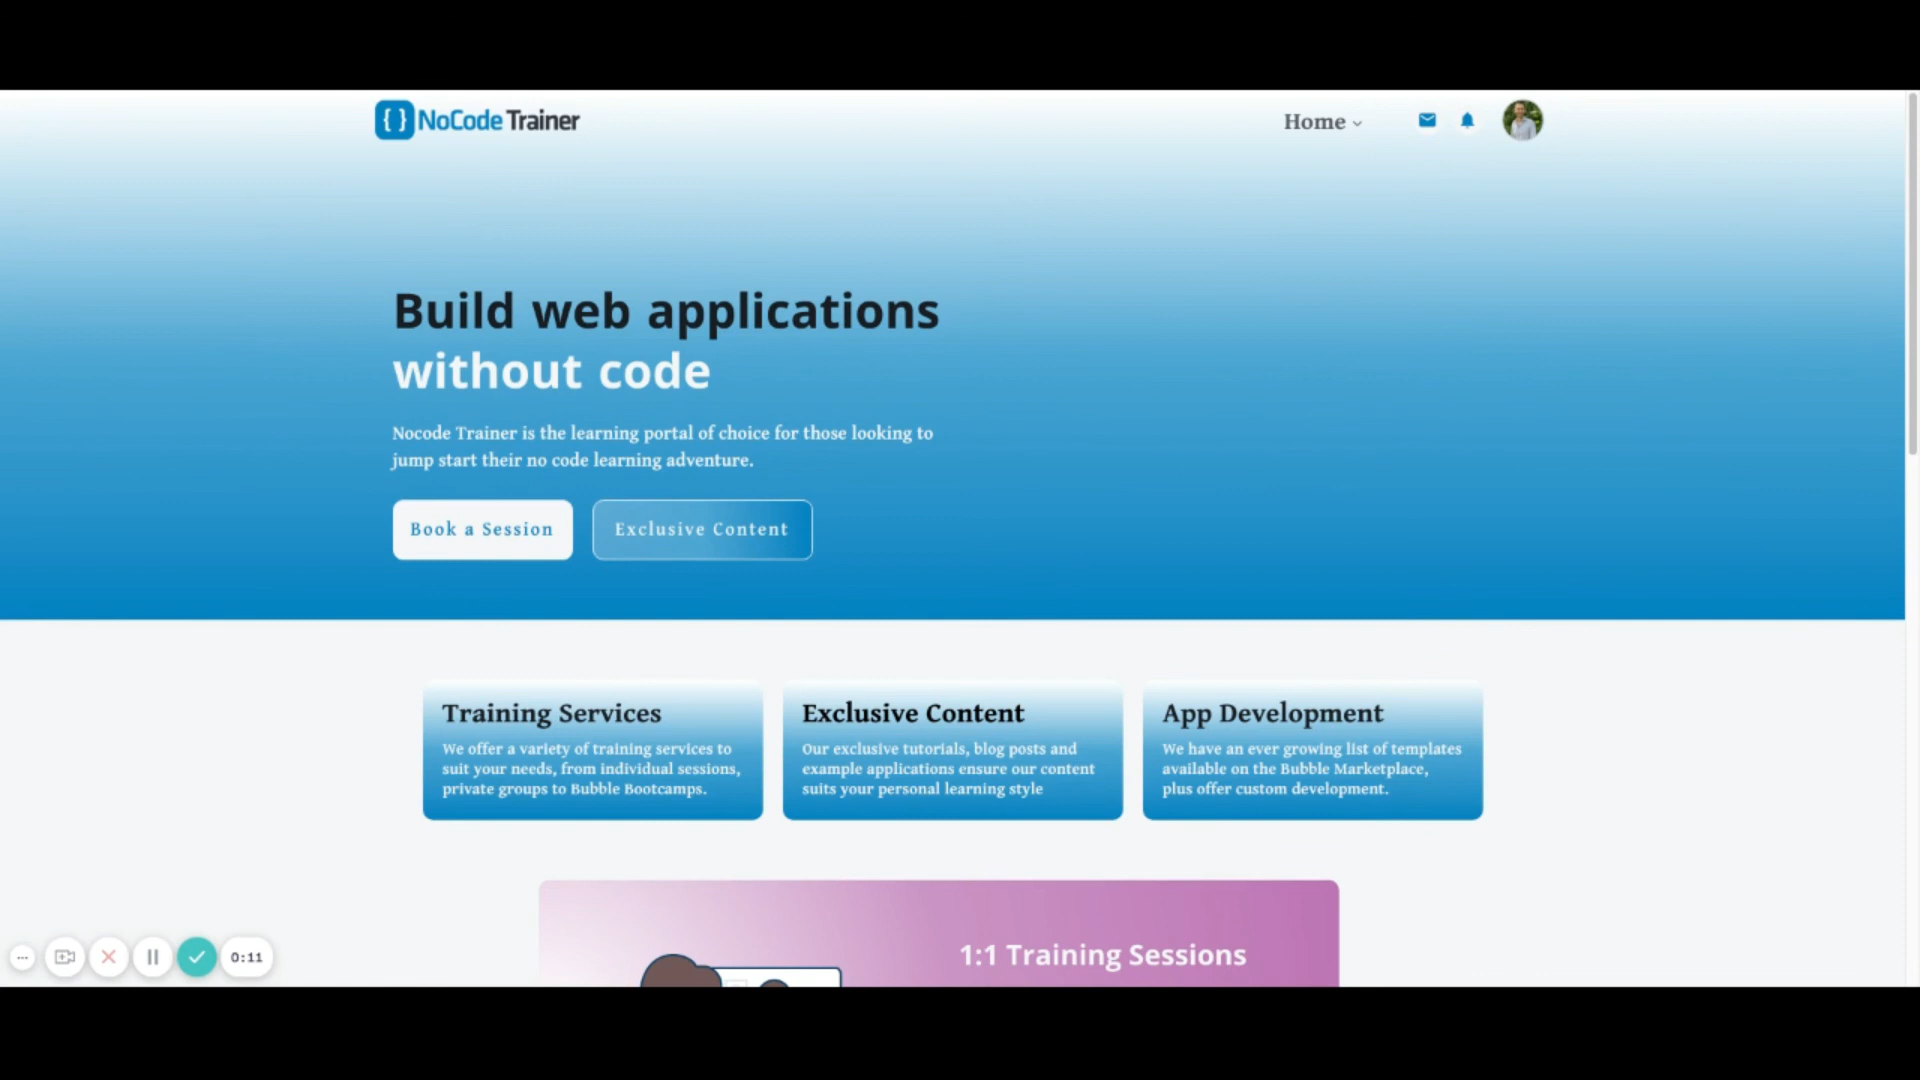 { } NoCode Trainer
Home
Build web applications
without code
Nocode Trainer is the learning portal of choice for those looking to
jump start their no code learning adventure.
Book a Session
Exclusive Content
Training Services
We offer a variety of training services to
suit your needs, from individual sessions,
private groups to Bubble Bootcamps.
Exclusive Content
Our exclusive tutorials, blog posts and
example applications ensure our content
suits your personal learning style
App Development
We have an ever growing list of templates
available on the Bubble Marketplace,
plus offer custom development.
1:1 Training Sessions
0:11